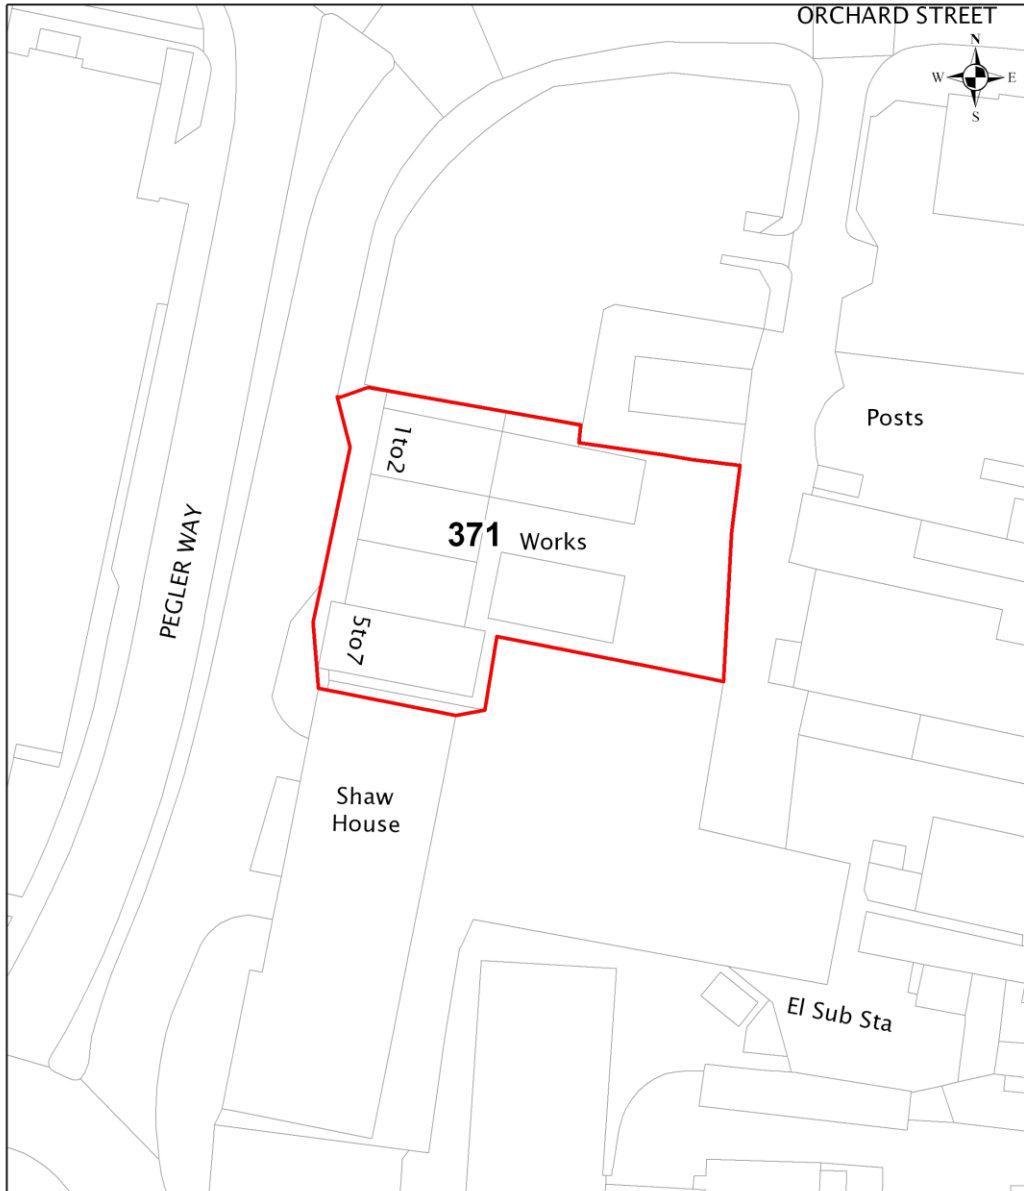 ORCHARD STREET
N
W E
S
Posts
1to2
371 Works
PEGLER WAY
5to7
Shaw
House
El Sub Sta